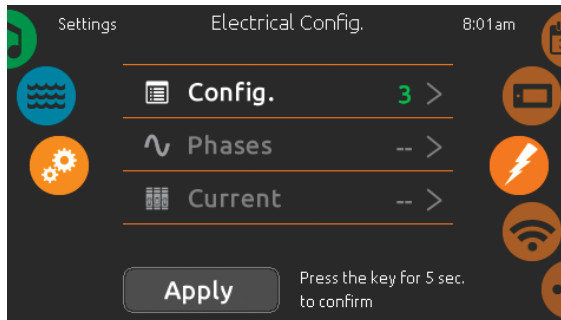 Settings
Electrical Config.
8:01am
Config.
3 >
Phases
-- >
Current
-- >
Apply
Press the key for 5 sec.
to confirm